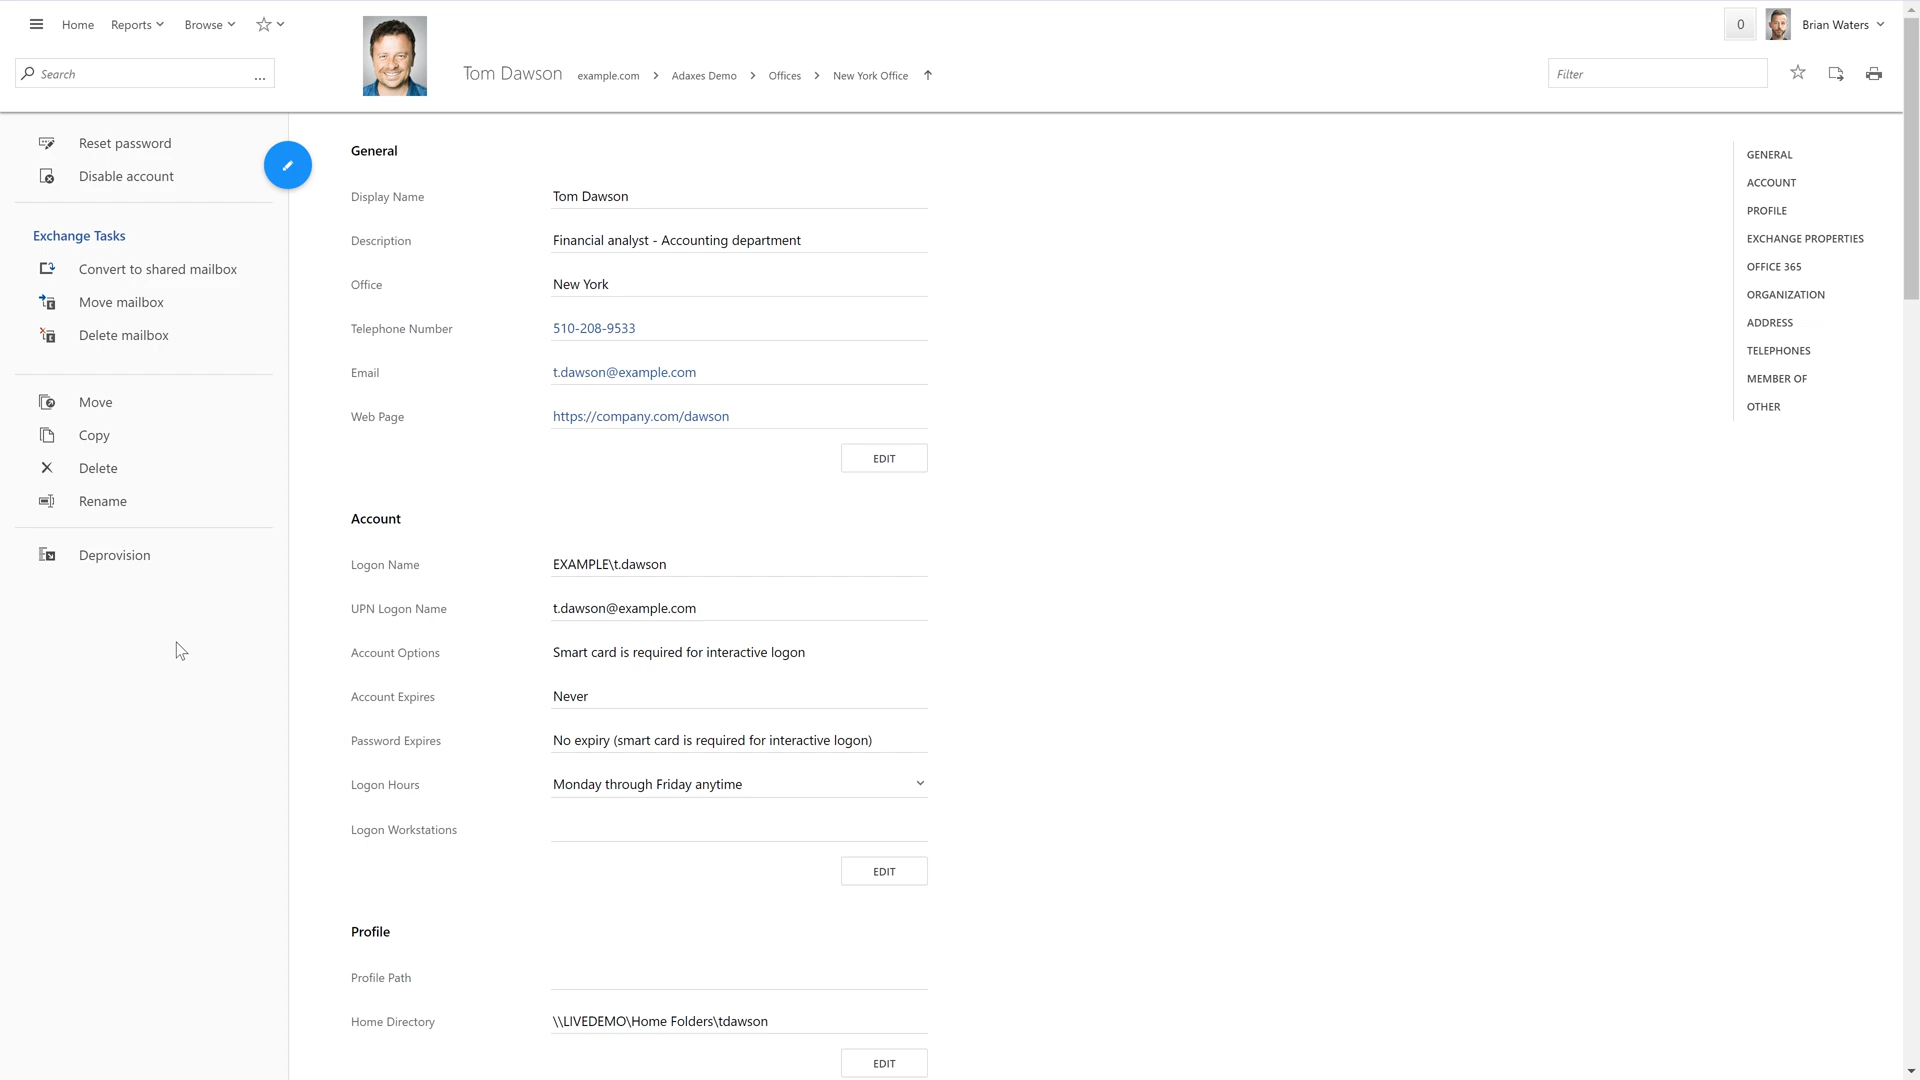 Home Reports Browse
0 Brian Waters
Search ...
Tom Dawson example.com Adaxes Demo Offices New York Office
Filter
Reset password
Disable account
Exchange Tasks
Convert to shared mailbox
Move mailbox
Delete mailbox
Move
Copy
Delete
Rename
Deprovision
General
Display Name Tom Dawson
Description Financial analyst - Accounting department
Office New York
Telephone Number 510-208-9533
Email t.dawson@example.com
Web Page https://company.com/dawson
EDIT
Account
Logon Name EXAMPLE\t.dawson
UPN Logon Name t.dawson@example.com
Account Options Smart card is required for interactive logon
Account Expires Never
Password Expires No expiry (smart card is required for interactive logon)
Logon Hours Monday through Friday anytime
Logon Workstations
EDIT
Profile
Profile Path
Home Directory \\LIVEDEMO\Home Folders\tdawson
EDIT
GENERAL
ACCOUNT
PROFILE
EXCHANGE PROPERTIES
OFFICE 365
ORGANIZATION
ADDRESS
TELEPHONES
MEMBER OF
OTHER